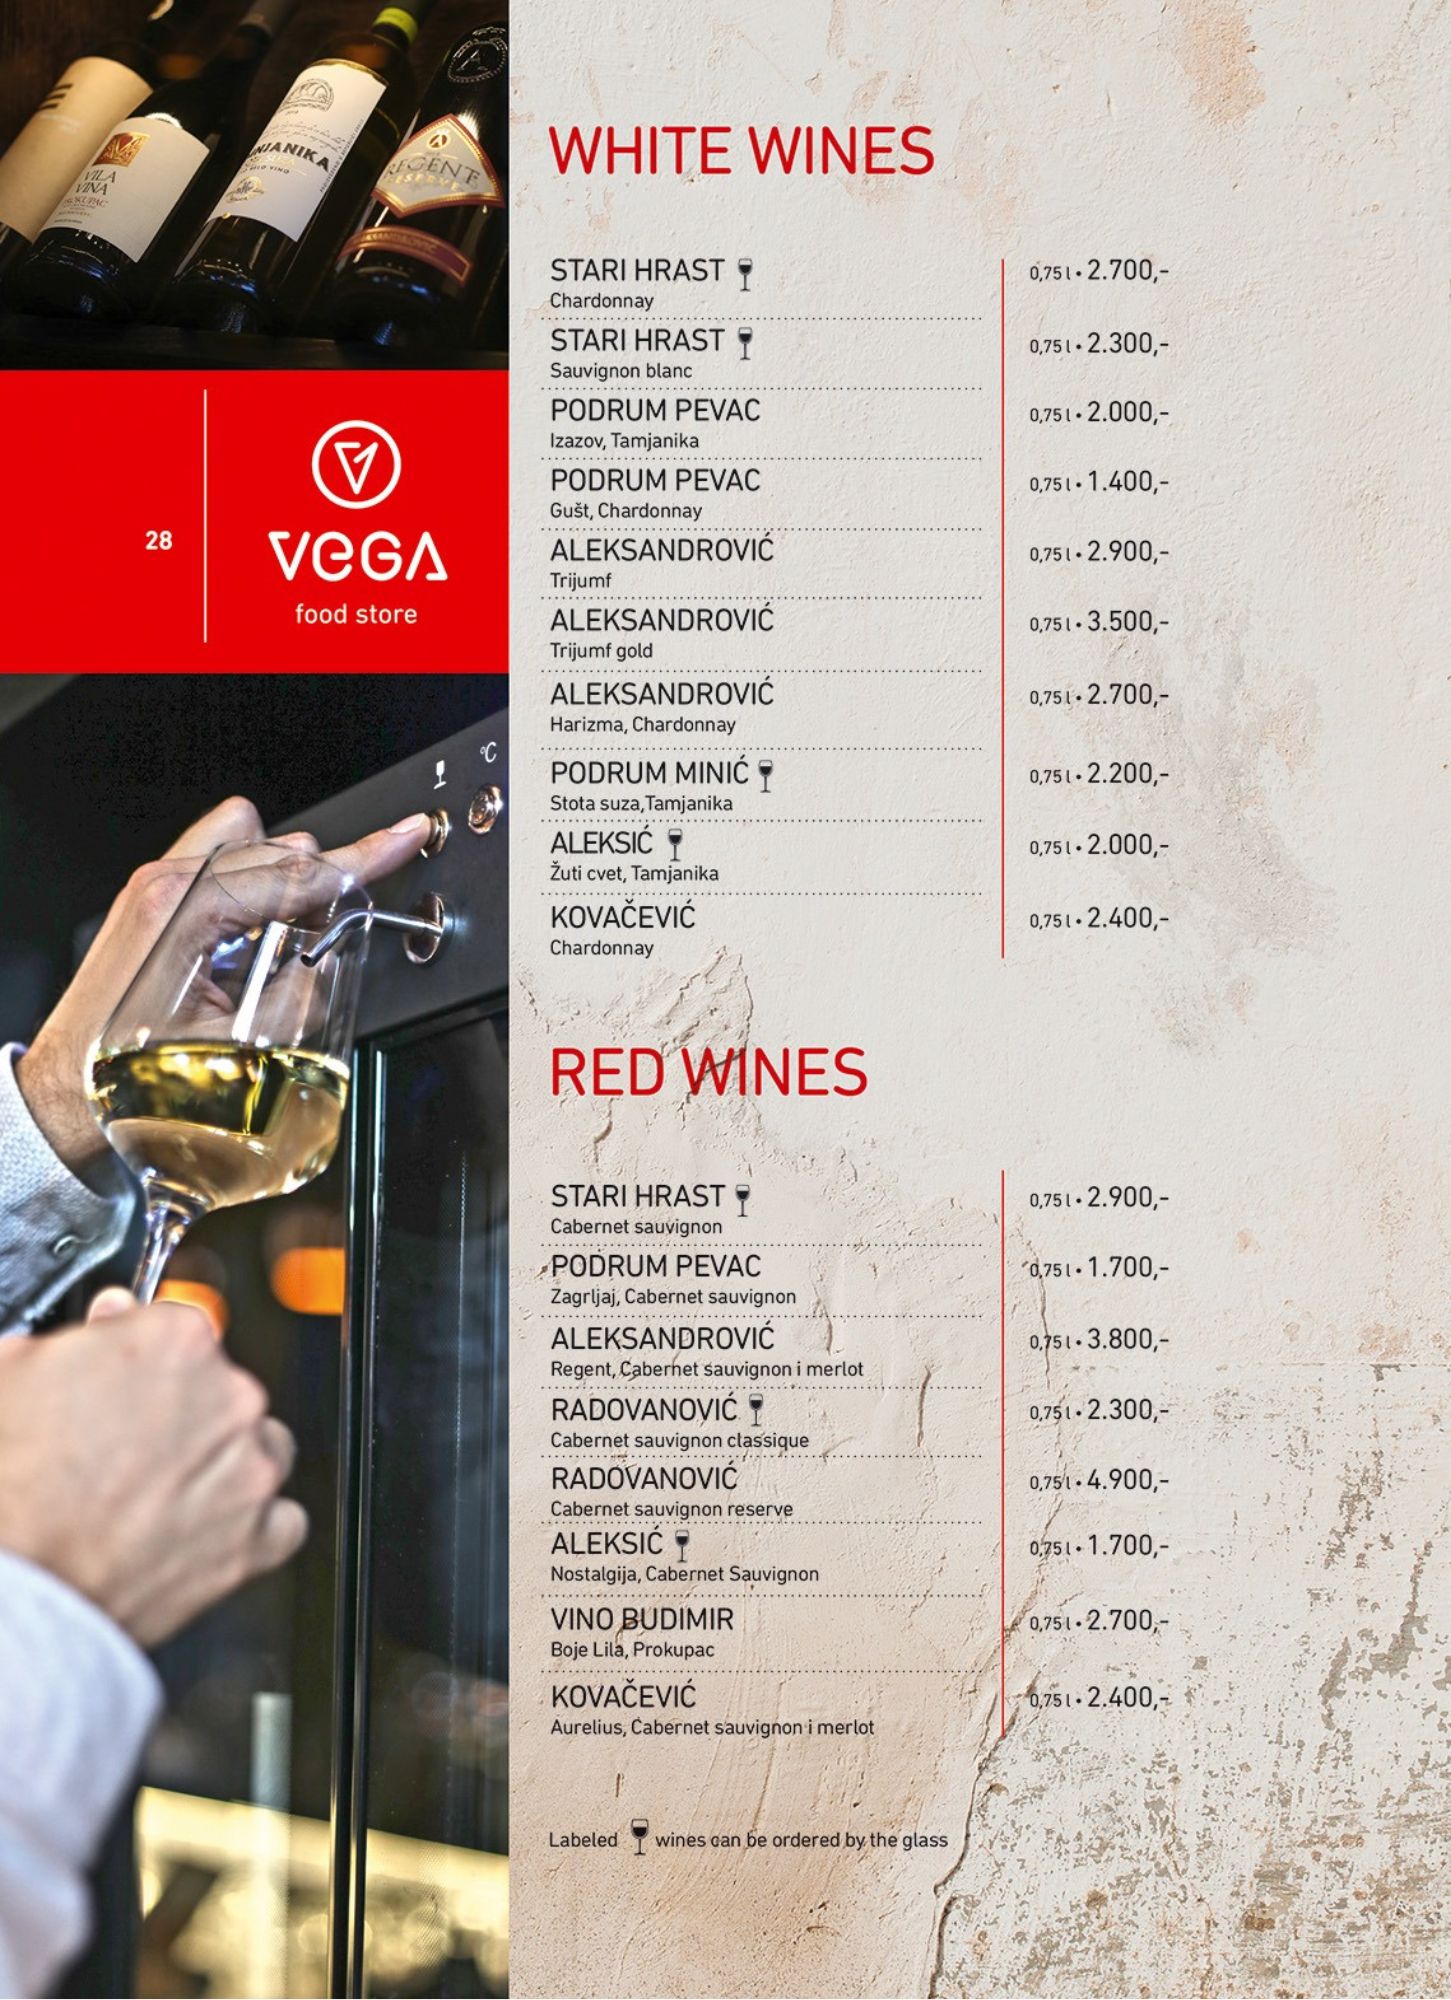 VILA
VINA
PROKUPAC
NJANIKA
REGENT
RESERVE
28
VEGA
food store
°C
WHITE WINES
STARI HRAST 0,75 l • 2.700,-
Chardonnay
STARI HRAST 0,75 l • 2.300,-
Sauvignon blanc
PODRUM PEVAC 0,75 l • 2.000,-
Izazov, Tamjanika
PODRUM PEVAC 0,75 l • 1.400,-
Gušt, Chardonnay
ALEKSANDROVIĆ 0,75 l • 2.900,-
Trijumf
ALEKSANDROVIĆ 0,75 l • 3.500,-
Trijumf gold
ALEKSANDROVIĆ 0,75 l • 2.700,-
Harizma, Chardonnay
PODRUM MINIĆ 0,75 l • 2.200,-
Stota suza,Tamjanika
ALEKSIĆ 0,75 l • 2.000,-
Žuti cvet, Tamjanika
KOVAČEVIĆ 0,75 l • 2.400,-
Chardonnay
RED WINES
STARI HRAST 0,75 l • 2.900,-
Cabernet sauvignon
PODRUM PEVAC 0,75 l • 1.700,-
Zagrljaj, Cabernet sauvignon
ALEKSANDROVIĆ 0,75 l • 3.800,-
Regent, Cabernet sauvignon i merlot
RADOVANOVIĆ 0,75 l • 2.300,-
Cabernet sauvignon classique
RADOVANOVIĆ 0,75 l • 4.900,-
Cabernet sauvignon reserve
ALEKSIĆ 0,75 l • 1.700,-
Nostalgija, Cabernet Sauvignon
VINO BUDIMIR 0,75 l • 2.700,-
Boje Lila, Prokupac
KOVAČEVIĆ 0,75 l • 2.400,-
Aurelius, Cabernet sauvignon i merlot
Labeled wines can be ordered by the glass